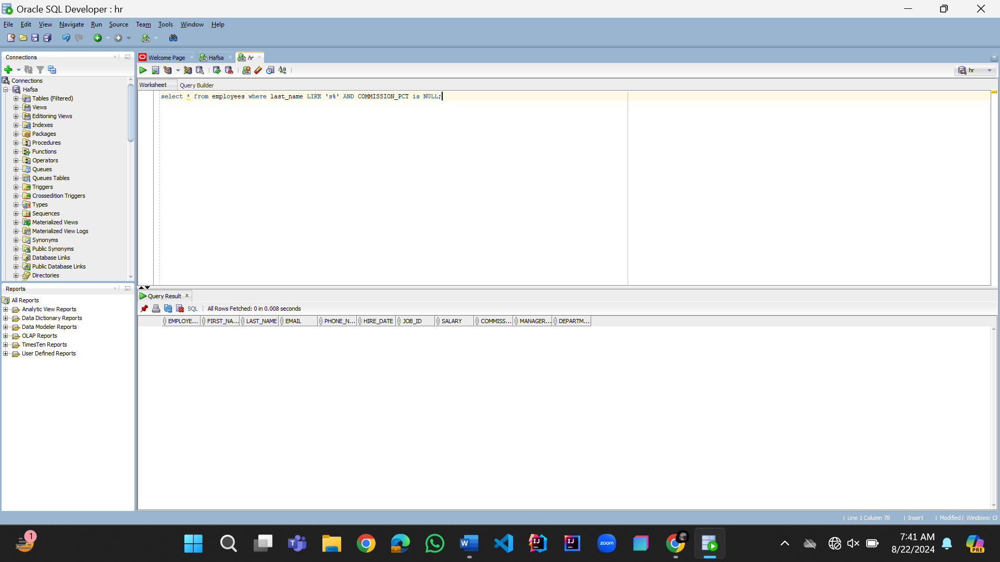 Oracle SQL Developer : hr
File Edit View Navigate Run Source Team Tools Window Help
Connections
Connections
Hafsa
Tables (Filtered)
Views
Editioning Views
Indexes
Packages
Procedures
Functions
Operators
Queues
Queues Tables
Triggers
Crossedition Triggers
Types
Sequences
Materialized Views
Materialized View Logs
Synonyms
Public Synonyms
Database Links
Public Database Links
Directories
Reports
All Reports
Analytic View Reports
Data Dictionary Reports
Data Modeler Reports
OLAP Reports
TimesTen Reports
User Defined Reports
Welcome Page Hafsa hr
hr
Worksheet Query Builder
select * from employees where last_name LIKE 's%' AND COMMISSION_PCT is NULL;
Query Result
SQL All Rows Fetched: 0 in 0.008 seconds
EMPLOYE... FIRST_NA... LAST_NAME EMAIL PHONE_N... HIRE_DATE JOB_ID SALARY COMMISS... MANAGER... DEPARTM...
Line 1 Column 78 Insert Modified Windows: CF
1
zoom
7:41 AM
8/22/2024
PRE